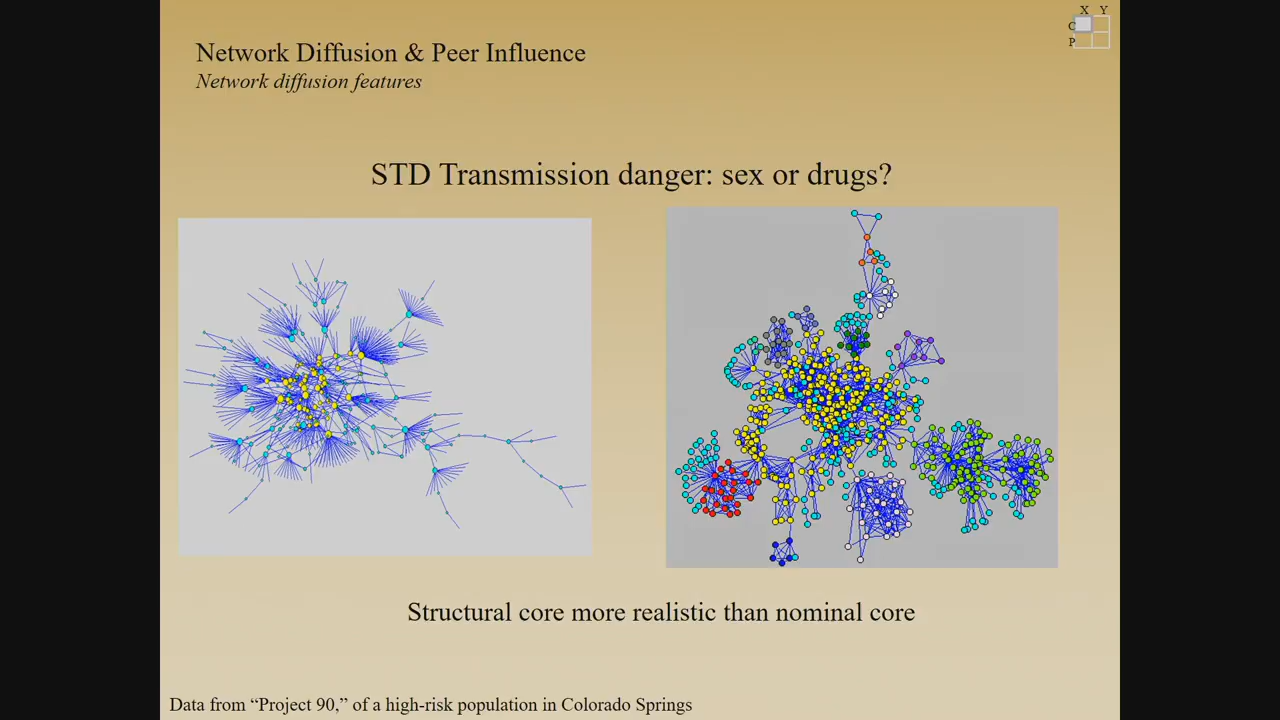 X Y
C
P
Network Diffusion & Peer Influence
Network diffusion features
STD Transmission danger: sex or drugs?
Structural core more realistic than nominal core
Data from “Project 90,” of a high-risk population in Colorado Springs